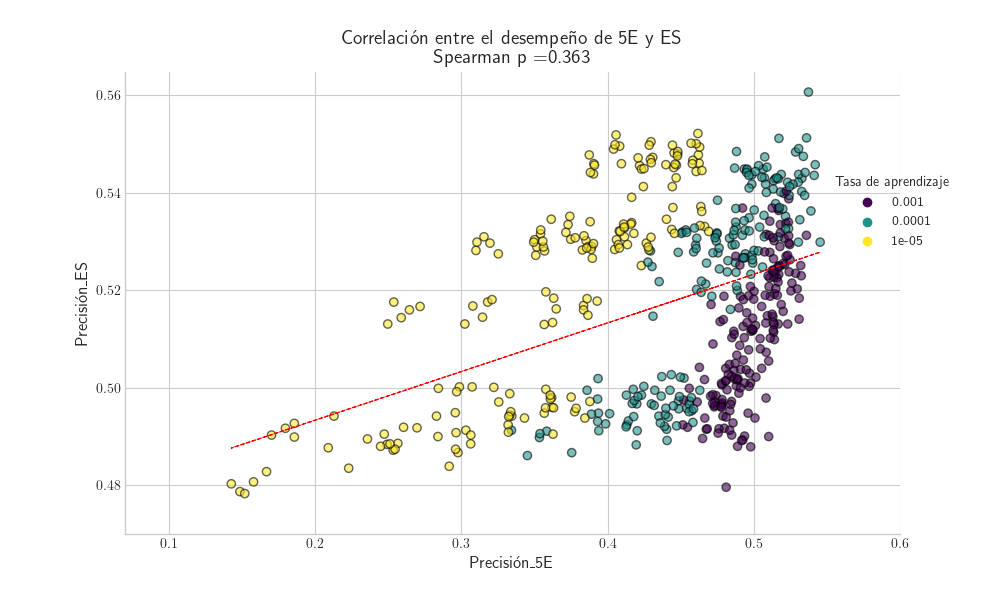 Correlación entre el desempeño de 5E y ES
Spearman p =0.363
0.56
0.54
0.52
0.50
0.48
Precisión_ES
0.1
0.2
0.3
0.4
0.5
0.6
Precisión_5E
Tasa de aprendizaje
0.001
0.0001
1e-05